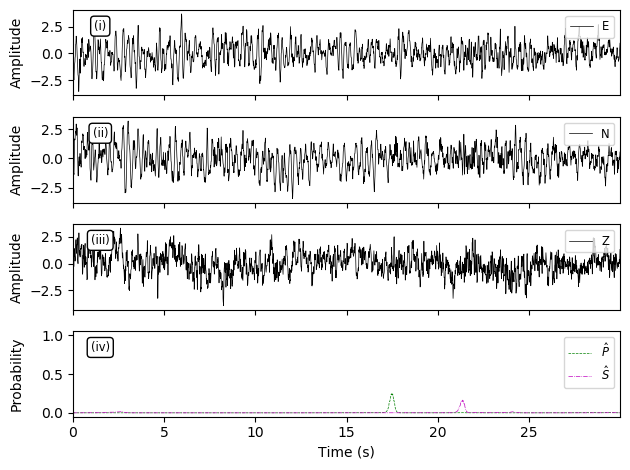 Amplitude
2.5
0.0
−2.5
(i)
E
Amplitude
2.5
0.0
−2.5
(ii)
N
Amplitude
2.5
0.0
−2.5
(iii)
Z
Probability
1.0
0.5
0.0
(iv)
P̂
Ŝ
0 5 10 15 20 25
Time (s)